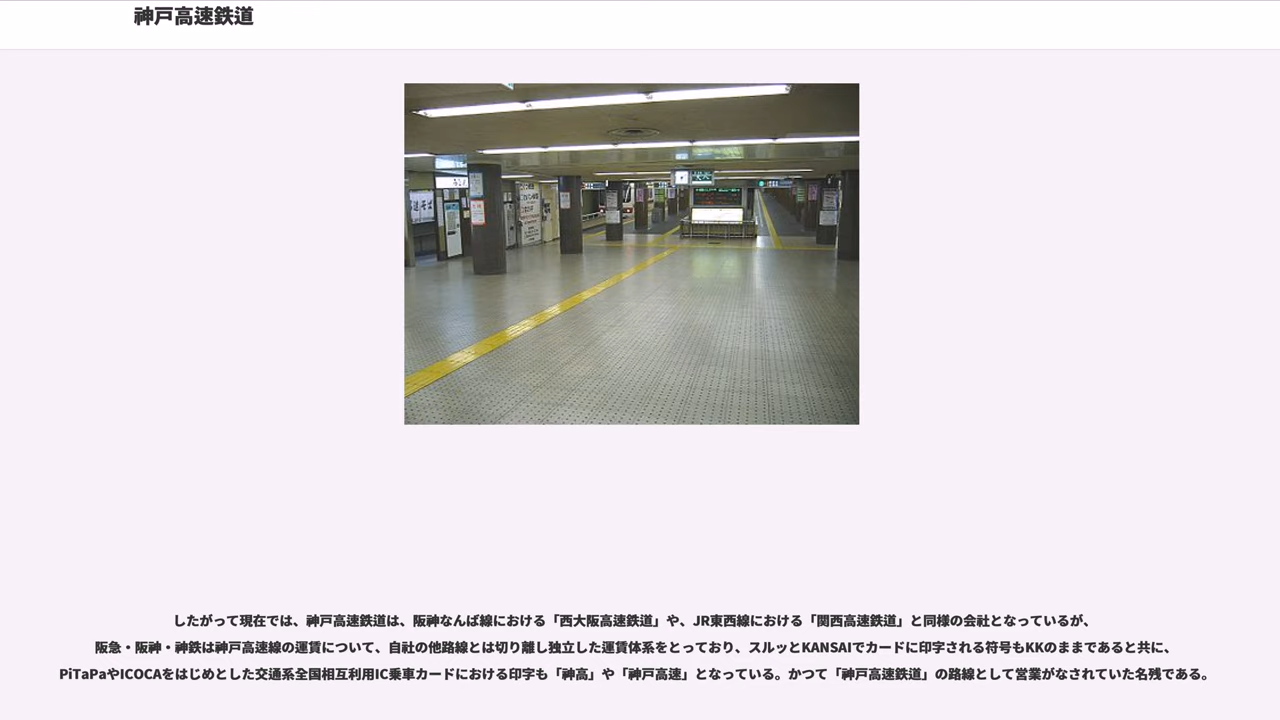 神戸高速鉄道
したがって現在では、神戸高速鉄道は、阪神なんば線における「西大阪高速鉄道」や、JR東西線における「関西高速鉄道」と同様の会社となっているが、
阪急・阪神・神鉄は神戸高速線の運賃について、自社の他路線とは切り離し独立した運賃体系をとっており、スルッとKANSAIでカードに印字される符号もKKのままであると共に、
PiTaPaやICOCAをはじめとした交通系全国相互利用IC乗車カードにおける印字も「神高」や「神戸高速」となっている。かつて「神戸高速鉄道」の路線として営業がなされていた名残である。